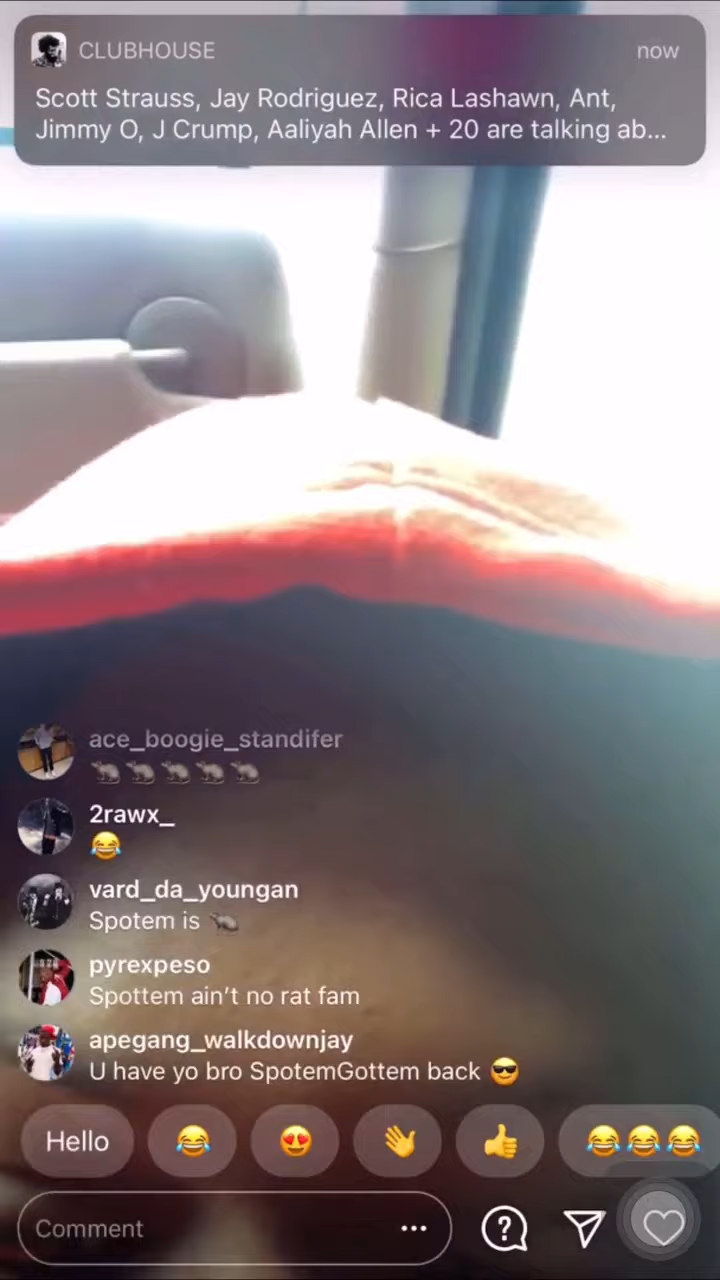 CLUBHOUSE
now
Scott Strauss, Jay Rodriguez, Rica Lashawn, Ant,
Jimmy O, J Crump, Aaliyah Allen + 20 are talking ab...
ace_boogie_standifer
🐀🐀🐀🐀🐀
2rawx_
😂
vard_da_youngan
Spotem is 🐀
pyrexpeso
Spottem ain't no rat fam
apegang_walkdownjay
U have yo bro SpotemGottem back 😎
Hello 😂 😍 👋 👍 😂😂😂
Comment